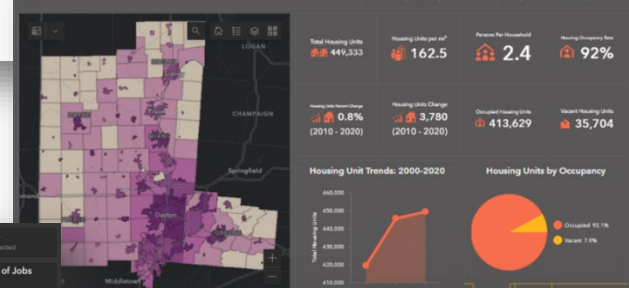 LOGAN
CHAMPAIGN
Springfield
Dayton
Middletown
of Jobs
Total Housing Units
449,333
Housing Units per mi²
162.5
Persons Per Household
2.4
Housing Occupancy Rate
92%
Housing Units Percent Change
0.8%
(2010 - 2020)
Housing Units Change
3,780
(2010 - 2020)
Occupied Housing Units
413,629
Vacant Housing Units
35,704
Housing Unit Trends: 2000-2020
Total Housing Units
460,000
450,000
440,000
430,000
420,000
410,000
Housing Units by Occupancy
Occupied 92.1%
Vacant 7.9%